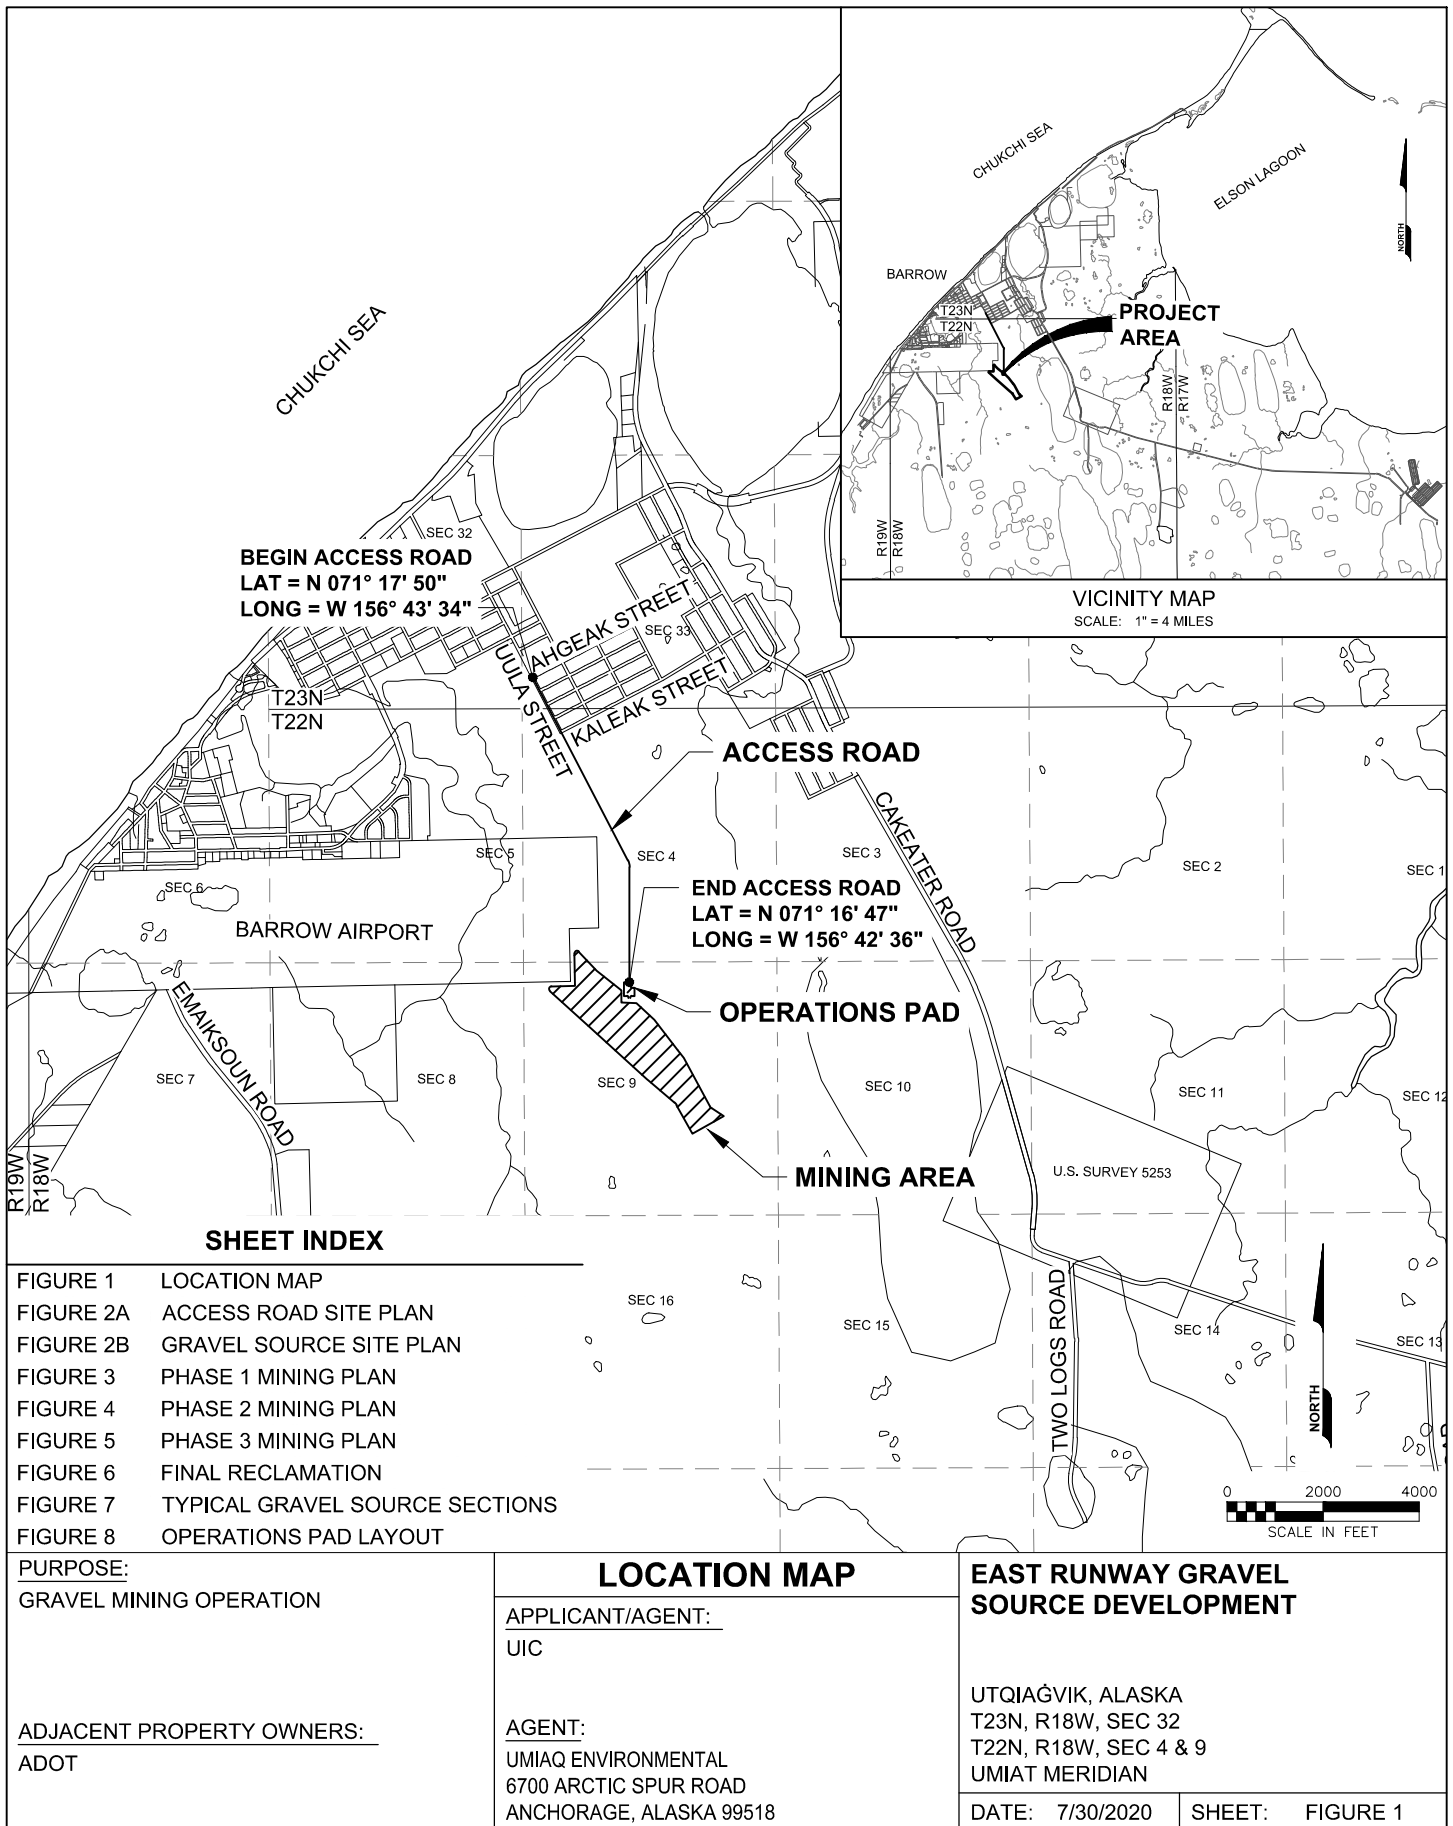 CHUKCHI SEA
ELSON LAGOON
NORTH
BARROW
T23N
T22N
PROJECT
AREA
R18W
R17W
R19W
R18W
VICINITY MAP
SCALE: 1" = 4 MILES
CHUKCHI SEA
SEC 32
BEGIN ACCESS ROAD
LAT = N 071° 17' 50"
LONG = W 156° 43' 34"
AHGEAK STREET
SEC 33
UULA STREET
KALEAK STREET
T23N
T22N
ACCESS ROAD
CAKEATER ROAD
SEC 5
SEC 4
SEC 3
SEC 2
SEC 1
SEC 6
END ACCESS ROAD
LAT = N 071° 16' 47"
LONG = W 156° 42' 36"
BARROW AIRPORT
OPERATIONS PAD
EMAIKSOUN ROAD
SEC 7
SEC 8
SEC 9
SEC 10
SEC 11
SEC 12
R19W
R18W
MINING AREA
U.S. SURVEY 5253
SEC 16
SEC 15
TWO LOGS ROAD
SEC 14
SEC 13
NORTH
0 2000 4000
SCALE IN FEET
SHEET INDEX
FIGURE 1 LOCATION MAP
FIGURE 2A ACCESS ROAD SITE PLAN
FIGURE 2B GRAVEL SOURCE SITE PLAN
FIGURE 3 PHASE 1 MINING PLAN
FIGURE 4 PHASE 2 MINING PLAN
FIGURE 5 PHASE 3 MINING PLAN
FIGURE 6 FINAL RECLAMATION
FIGURE 7 TYPICAL GRAVEL SOURCE SECTIONS
FIGURE 8 OPERATIONS PAD LAYOUT
PURPOSE:
GRAVEL MINING OPERATION
ADJACENT PROPERTY OWNERS:
ADOT
LOCATION MAP
APPLICANT/AGENT:
UIC
AGENT:
UMIAQ ENVIRONMENTAL
6700 ARCTIC SPUR ROAD
ANCHORAGE, ALASKA 99518
EAST RUNWAY GRAVEL
SOURCE DEVELOPMENT
UTQIAĠVIK, ALASKA
T23N, R18W, SEC 32
T22N, R18W, SEC 4 & 9
UMIAT MERIDIAN
DATE: 7/30/2020
SHEET: FIGURE 1